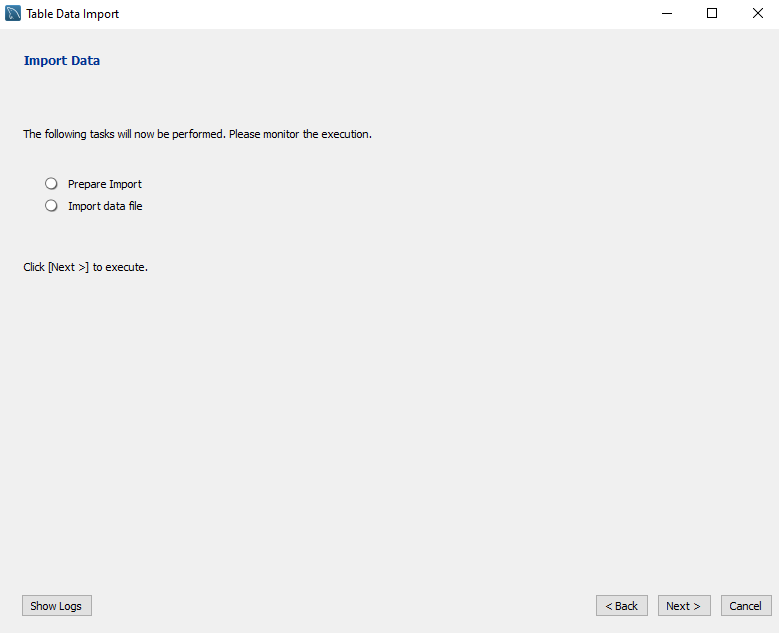 Table Data Import
Import Data
The following tasks will now be performed. Please monitor the execution.
Prepare Import
Import data file
Click [Next >] to execute.
Show Logs
< Back
Next >
Cancel